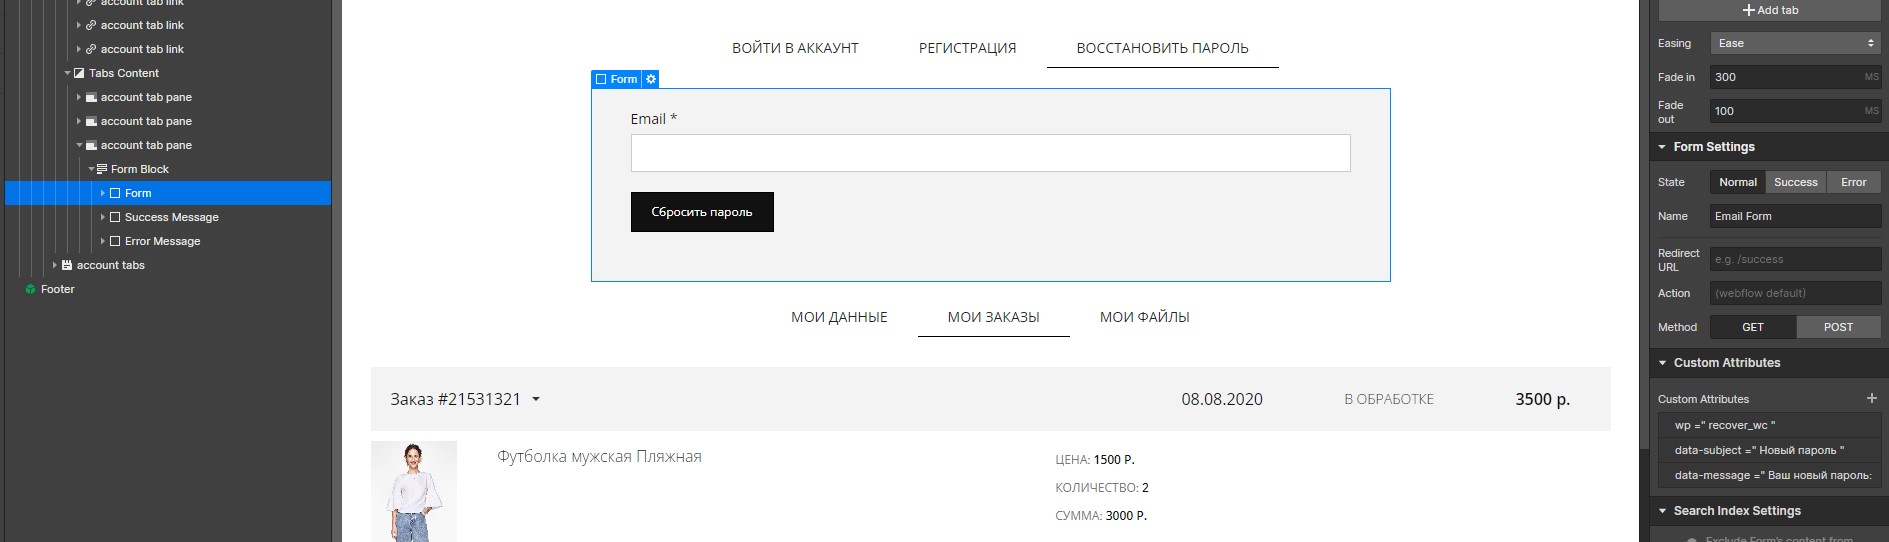 account tab link
account tab link
account tab link
Tabs Content
account tab pane
account tab pane
account tab pane
Form Block
Form
Success Message
Error Message
account tabs
Footer
ВОЙТИ В АККАУНТ РЕГИСТРАЦИЯ ВОССТАНОВИТЬ ПАРОЛЬ
Form
Email *
Сбросить пароль
МОИ ДАННЫЕ МОИ ЗАКАЗЫ МОИ ФАЙЛЫ
Заказ #21531321 08.08.2020 В ОБРАБОТКЕ 3500 р.
Футболка мужская Пляжная
ЦЕНА: 1500 Р.
КОЛИЧЕСТВО: 2
СУММА: 3000 Р.
Add tab
Easing Ease
Fade in 300 MS
Fade out 100 MS
Form Settings
State Normal Success Error
Name Email Form
Redirect URL e.g. /success
Action (webflow default)
Method GET POST
Custom Attributes
Custom Attributes
wp =" recover_wc "
data-subject =" Новый пароль "
data-message =" Ваш новый пароль:
Search Index Settings
Exclude Form's content from